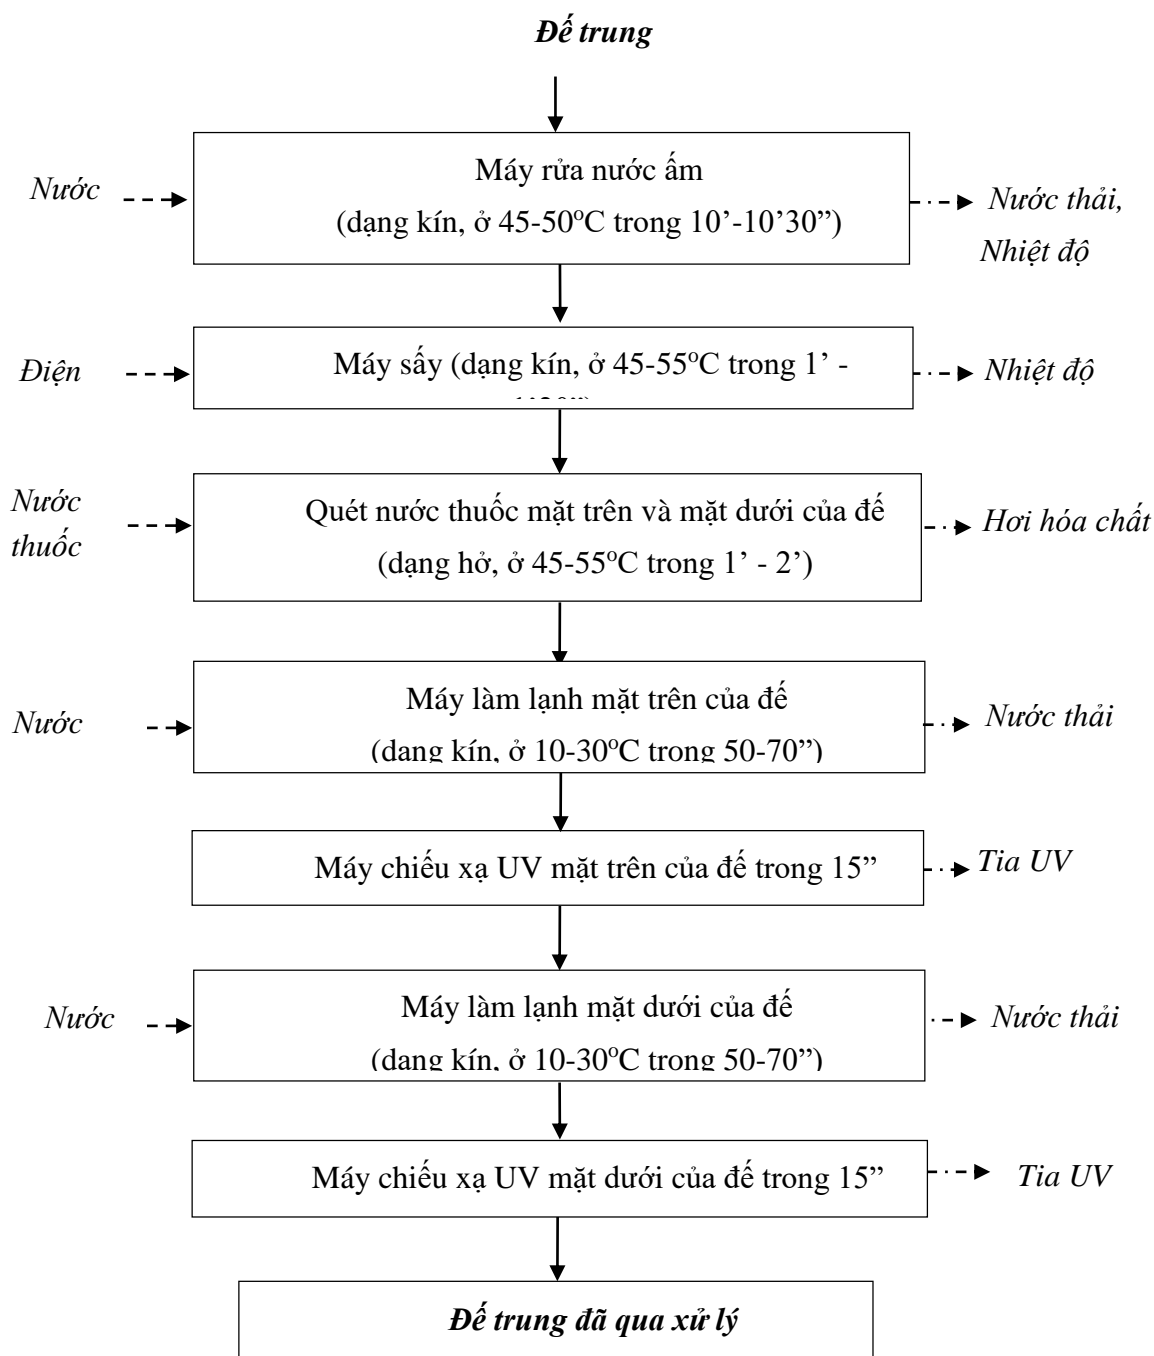 Đế trung
Máy rửa nước ấm
(dạng kín, ở 45-50°C trong 10’-10’30”)
Nước
Nước thải,
Nhiệt độ
Máy sấy (dạng kín, ở 45-55°C trong 1’ -
Điện
Nhiệt độ
Quét nước thuốc mặt trên và mặt dưới của đế
(dạng hở, ở 45-55°C trong 1’ - 2’)
Nước
thuốc
Hơi hóa chất
Máy làm lạnh mặt trên của đế
(dạng kín, ở 10-30°C trong 50-70”)
Nước
Nước thải
Máy chiếu xạ UV mặt trên của đế trong 15”
Tia UV
Máy làm lạnh mặt dưới của đế
(dạng kín, ở 10-30°C trong 50-70”)
Nước
Nước thải
Máy chiếu xạ UV mặt dưới của đế trong 15”
Tia UV
Đế trung đã qua xử lý